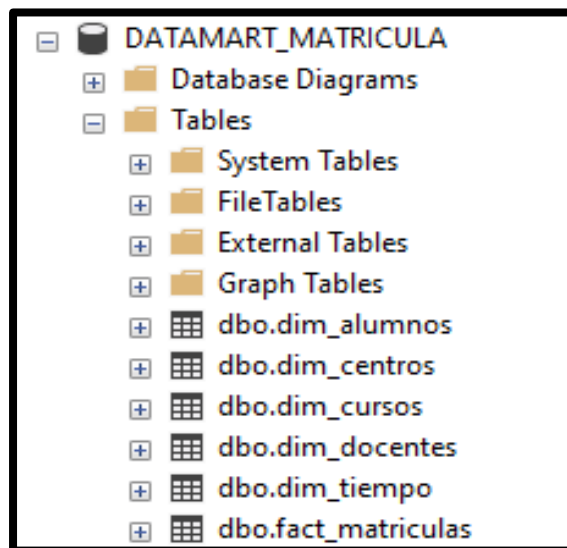 DATAMART_MATRICULA
Database Diagrams
Tables
System Tables
FileTables
External Tables
Graph Tables
dbo.dim_alumnos
dbo.dim_centros
dbo.dim_cursos
dbo.dim_docentes
dbo.dim_tiempo
dbo.fact_matriculas